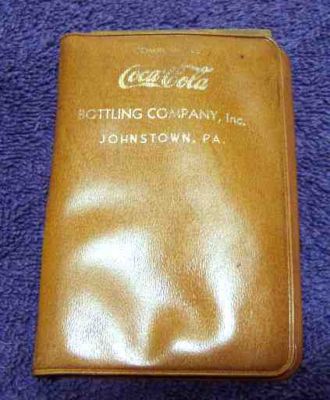 Coca-Cola
BOTTLING COMPANY, Inc.
JOHNSTOWN, PA.